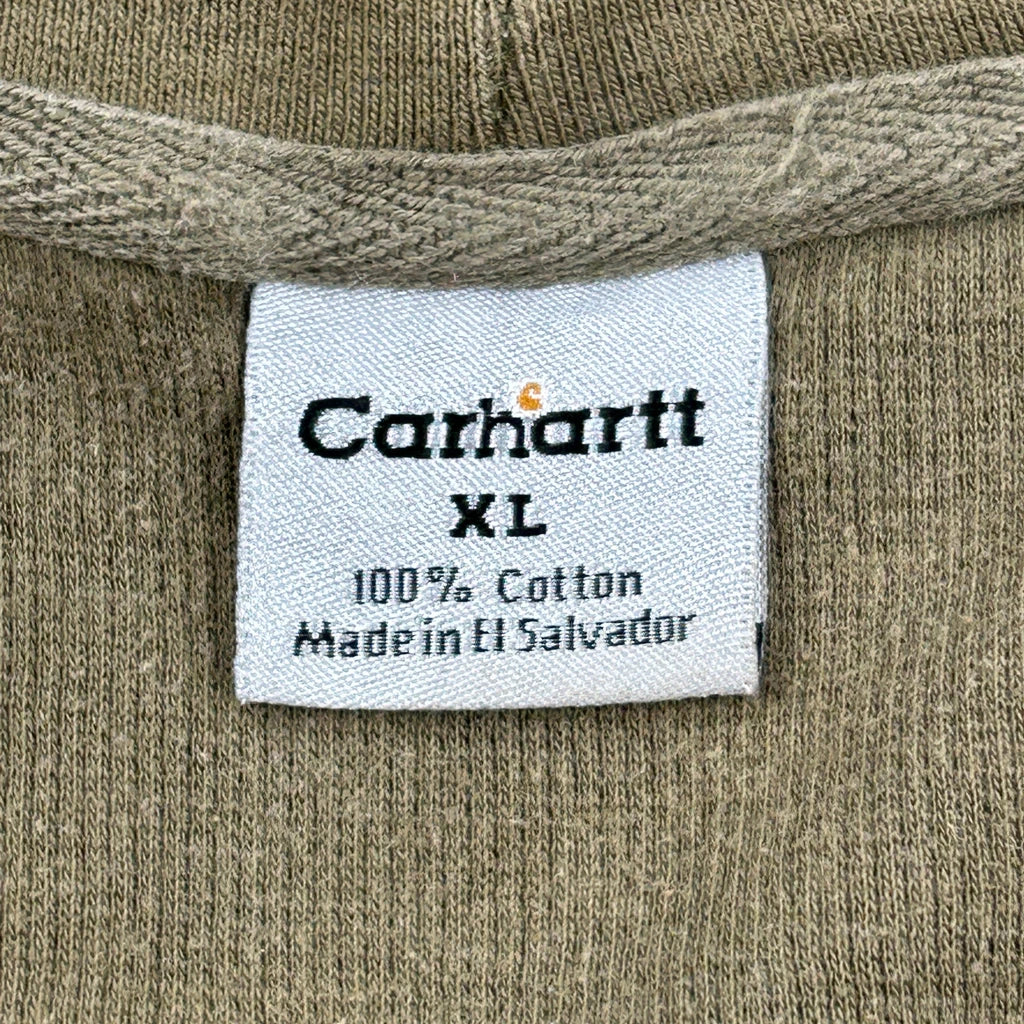 Carhartt
XL
100% Cotton
Made in El Salvador